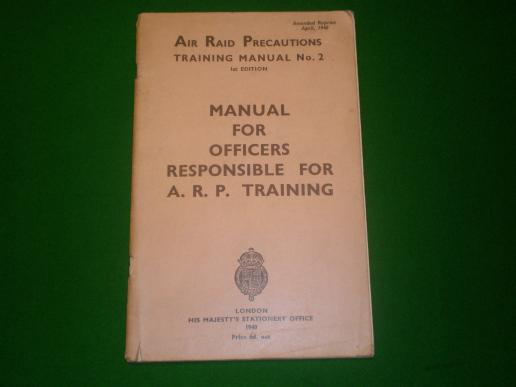 Amended Reprint
April, 1940
AIR RAID PRECAUTIONS
TRAINING MANUAL No. 2
1ST EDITION
MANUAL
FOR
OFFICERS
RESPONSIBLE FOR
A. R. P. TRAINING
LONDON
HIS MAJESTY'S STATIONERY OFFICE
1940
Price 6d. net